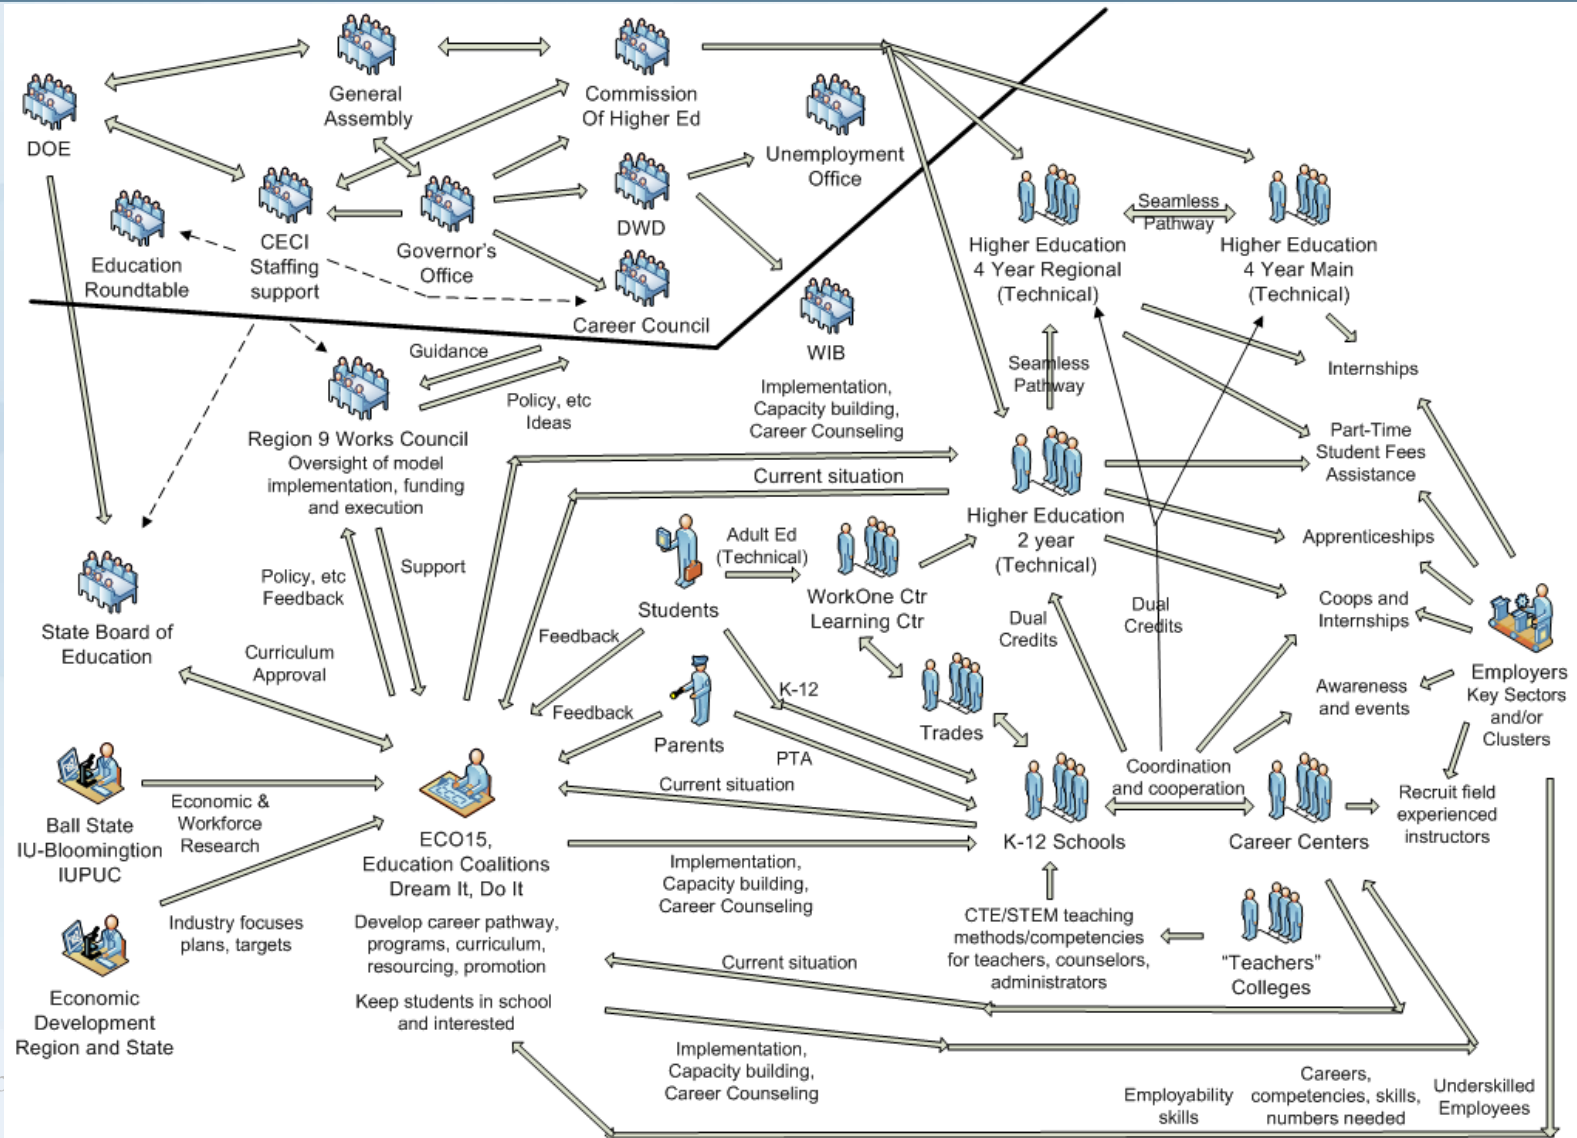 General
Assembly
Commission
Of Higher Ed
DOE
Unemployment
Office
Education
Roundtable
CECI
Staffing
support
Governor's
Office
DWD
Career Council
WIB
Seamless
Pathway
Higher Education
4 Year Regional
(Technical)
Higher Education
4 Year Main
(Technical)
Guidance
Policy, etc
Ideas
Region 9 Works Council
Oversight of model
implementation, funding
and execution
Implementation,
Capacity building,
Career Counseling
Current situation
Seamless
Pathway
Internships
Part-Time
Student Fees
Assistance
Higher Education
2 year
(Technical)
Apprenticeships
Coops and
Internships
Awareness
and events
Employers
Key Sectors
and/or
Clusters
State Board of
Education
Policy, etc
Feedback
Support
Curriculum
Approval
Students
Adult Ed
(Technical)
WorkOne Ctr
Learning Ctr
Feedback
Feedback
Parents
K-12
PTA
Trades
Dual
Credits
Dual
Credits
Coordination
and cooperation
K-12 Schools
Career Centers
Recruit field
experienced
instructors
Ball State
IU-Bloomingtion
IUPUC
Economic &
Workforce
Research
Current situation
ECO15,
Education Coalitions
Dream It, Do It
Develop career pathway,
programs, curriculum,
resourcing, promotion
Keep students in school
and interested
Implementation,
Capacity building,
Career Counseling
Industry focuses
plans, targets
Economic
Development
Region and State
CTE/STEM teaching
methods/competencies
for teachers, counselors,
administrators
"Teachers"
Colleges
Current situation
Implementation,
Capacity building,
Career Counseling
Employability
skills
Careers,
competencies, skills,
numbers needed
Underskilled
Employees